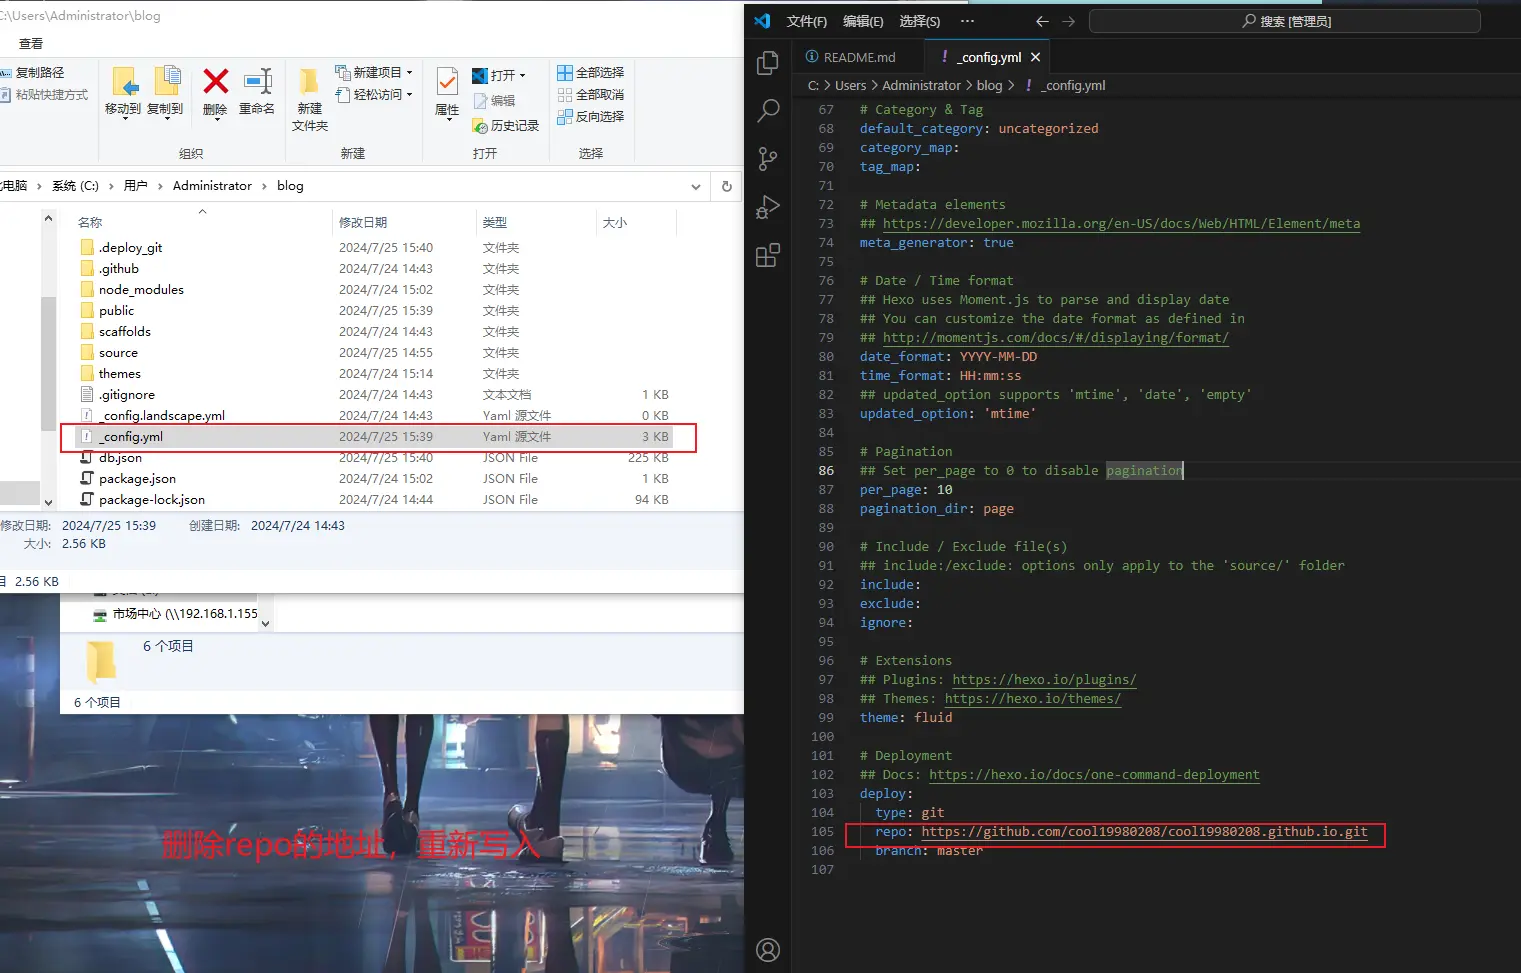 C:\Users\Administrator\blog
查看
复制路径
粘贴快捷方式
移动到
复制到
删除
重命名
组织
新建
文件夹
新建项目
轻松访问
新建
属性
打开
编辑
历史记录
打开
全部选择
全部取消
反向选择
选择
电脑 › 系统 (C:) › 用户 › Administrator › blog
名称 修改日期 类型 大小
.deploy_git 2024/7/25 15:40 文件夹
.github 2024/7/24 14:43 文件夹
node_modules 2024/7/24 15:02 文件夹
public 2024/7/25 15:39 文件夹
scaffolds 2024/7/24 14:43 文件夹
source 2024/7/25 14:55 文件夹
themes 2024/7/24 15:14 文件夹
.gitignore 2024/7/24 14:43 文本文档 1 KB
_config.landscape.yml 2024/7/24 14:43 Yaml 源文件 0 KB
_config.yml 2024/7/25 15:39 Yaml 源文件 3 KB
db.json 2024/7/25 15:40 JSON File 225 KB
package.json 2024/7/24 15:02 JSON File 1 KB
package-lock.json 2024/7/24 14:44 JSON File 94 KB
修改日期: 2024/7/25 15:39 创建日期: 2024/7/24 14:43
大小: 2.56 KB
目 2.56 KB
市场中心 (\\192.168.1.155
6 个项目
6 个项目
删除repo的地址，重新写入
文件(F) 编辑(E) 选择(S) ···
搜索 [管理员]
README.md
! _config.yml
C: > Users > Administrator > blog > ! _config.yml
67 # Category & Tag
68 default_category: uncategorized
69 category_map:
70 tag_map:
71
72 # Metadata elements
73 ## https://developer.mozilla.org/en-US/docs/Web/HTML/Element/meta
74 meta_generator: true
75
76 # Date / Time format
77 ## Hexo uses Moment.js to parse and display date
78 ## You can customize the date format as defined in
79 ## http://momentjs.com/docs/#/displaying/format/
80 date_format: YYYY-MM-DD
81 time_format: HH:mm:ss
82 ## updated_option supports 'mtime', 'date', 'empty'
83 updated_option: 'mtime'
84
85 # Pagination
86 ## Set per_page to 0 to disable pagination
87 per_page: 10
88 pagination_dir: page
89
90 # Include / Exclude file(s)
91 ## include:/exclude: options only apply to the 'source/' folder
92 include:
93 exclude:
94 ignore:
95
96 # Extensions
97 ## Plugins: https://hexo.io/plugins/
98 ## Themes: https://hexo.io/themes/
99 theme: fluid
100
101 # Deployment
102 ## Docs: https://hexo.io/docs/one-command-deployment
103 deploy:
104 type: git
105 repo: https://github.com/cool19980208/cool19980208.github.io.git
106 branch: master
107